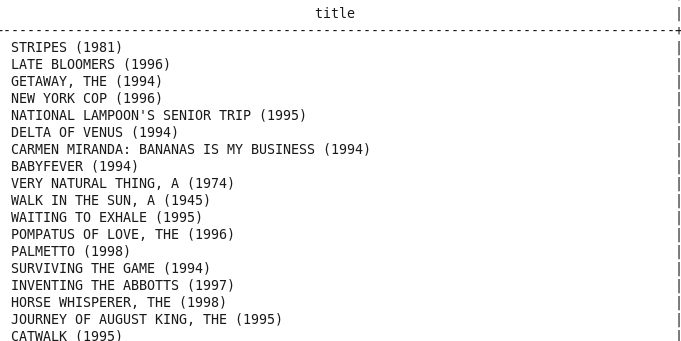 title
STRIPES (1981)
LATE BLOOMERS (1996)
GETAWAY, THE (1994)
NEW YORK COP (1996)
NATIONAL LAMPOON'S SENIOR TRIP (1995)
DELTA OF VENUS (1994)
CARMEN MIRANDA: BANANAS IS MY BUSINESS (1994)
BABYFEVER (1994)
VERY NATURAL THING, A (1974)
WALK IN THE SUN, A (1945)
WAITING TO EXHALE (1995)
POMPATUS OF LOVE, THE (1996)
PALMETTO (1998)
SURVIVING THE GAME (1994)
INVENTING THE ABBOTTS (1997)
HORSE WHISPERER, THE (1998)
JOURNEY OF AUGUST KING, THE (1995)
CATWALK (1995)